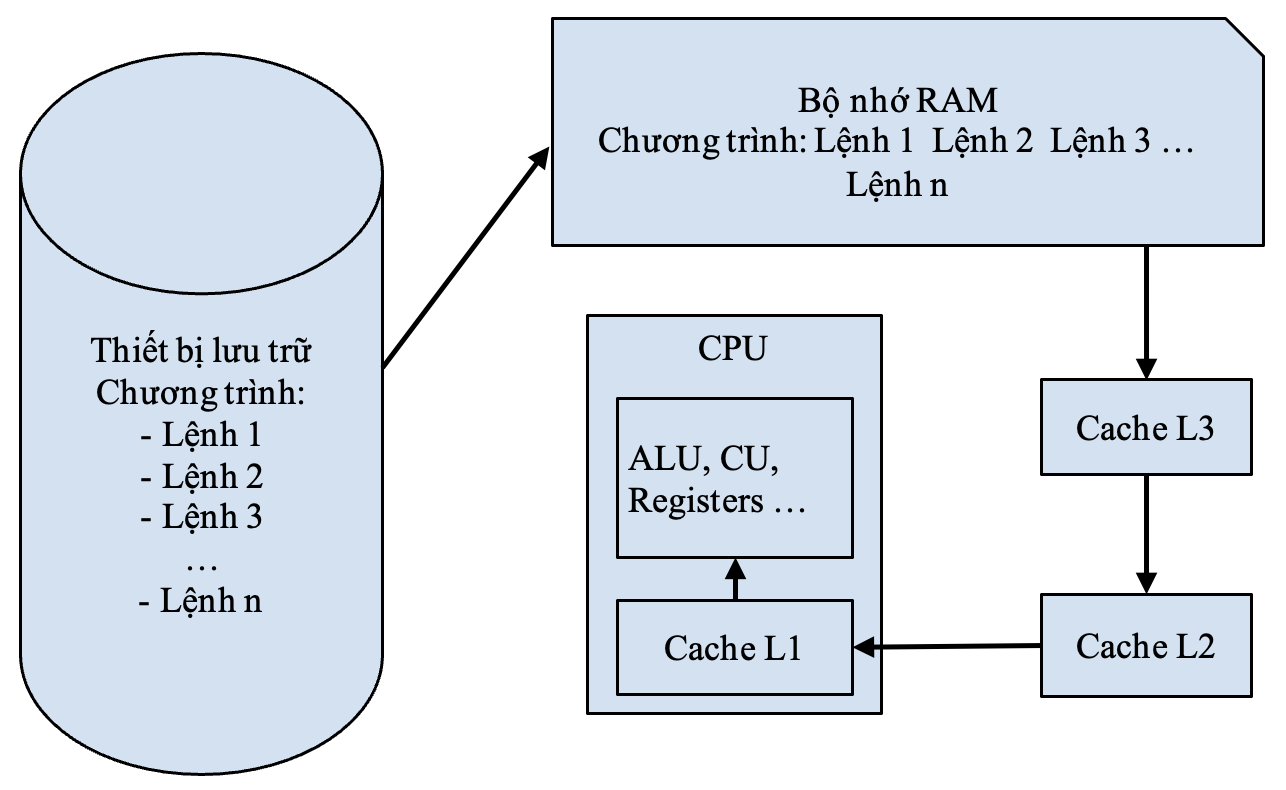 Thiết bị lưu trữ
Chương trình:
- Lệnh 1
- Lệnh 2
- Lệnh 3
…
- Lệnh n
Bộ nhớ RAM
Chương trình: Lệnh 1 Lệnh 2 Lệnh 3 …
Lệnh n
CPU
ALU, CU,
Registers …
Cache L1
Cache L3
Cache L2